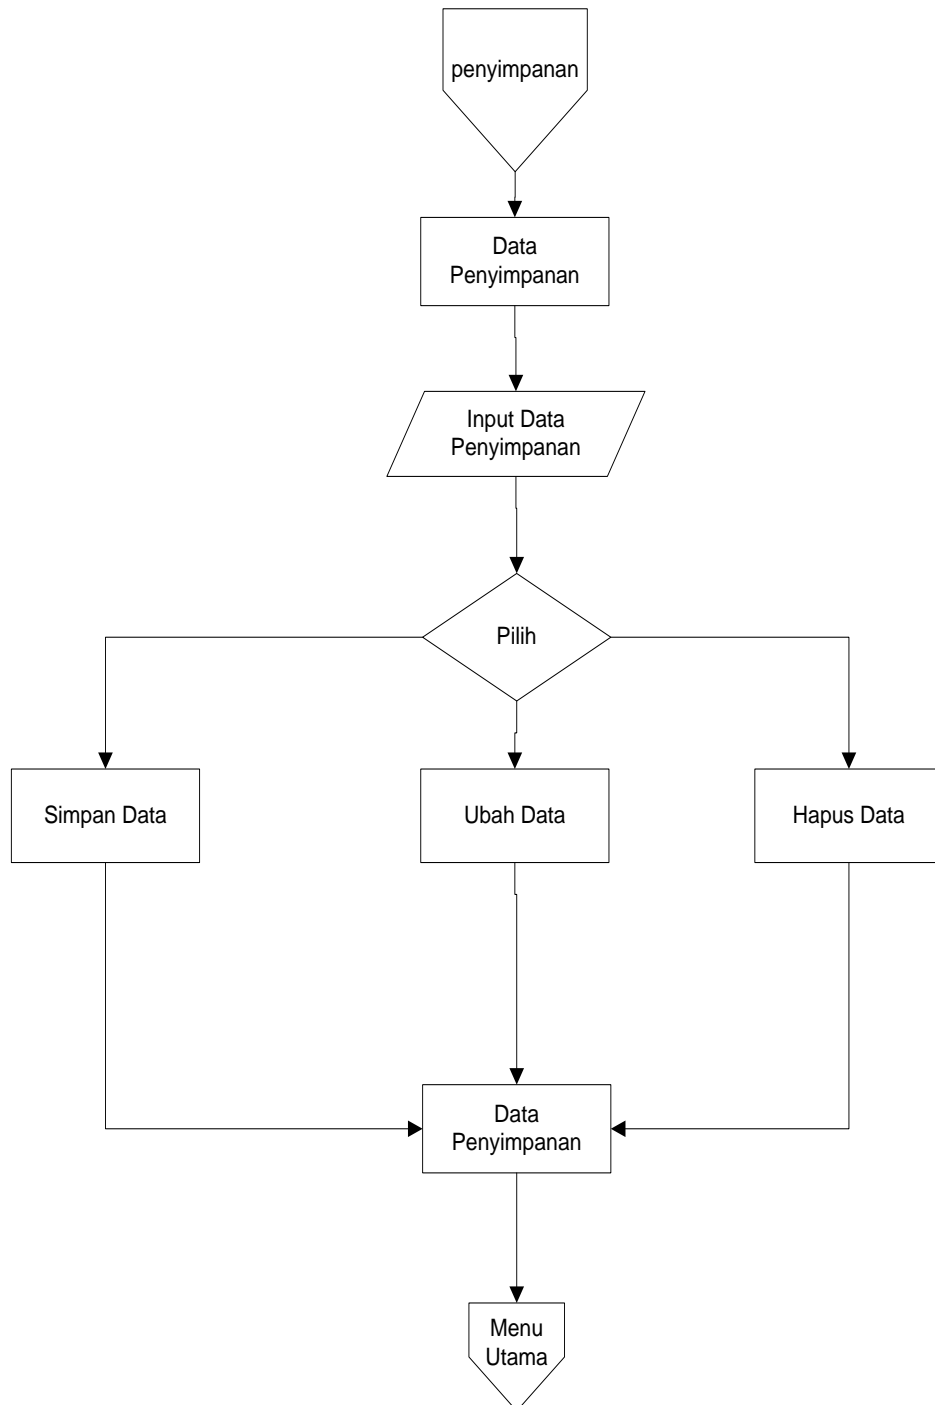 penyimpanan
Data
Penyimpanan
Input Data
Penyimpanan
Pilih
Simpan Data
Ubah Data
Hapus Data
Data
Penyimpanan
Menu
Utama